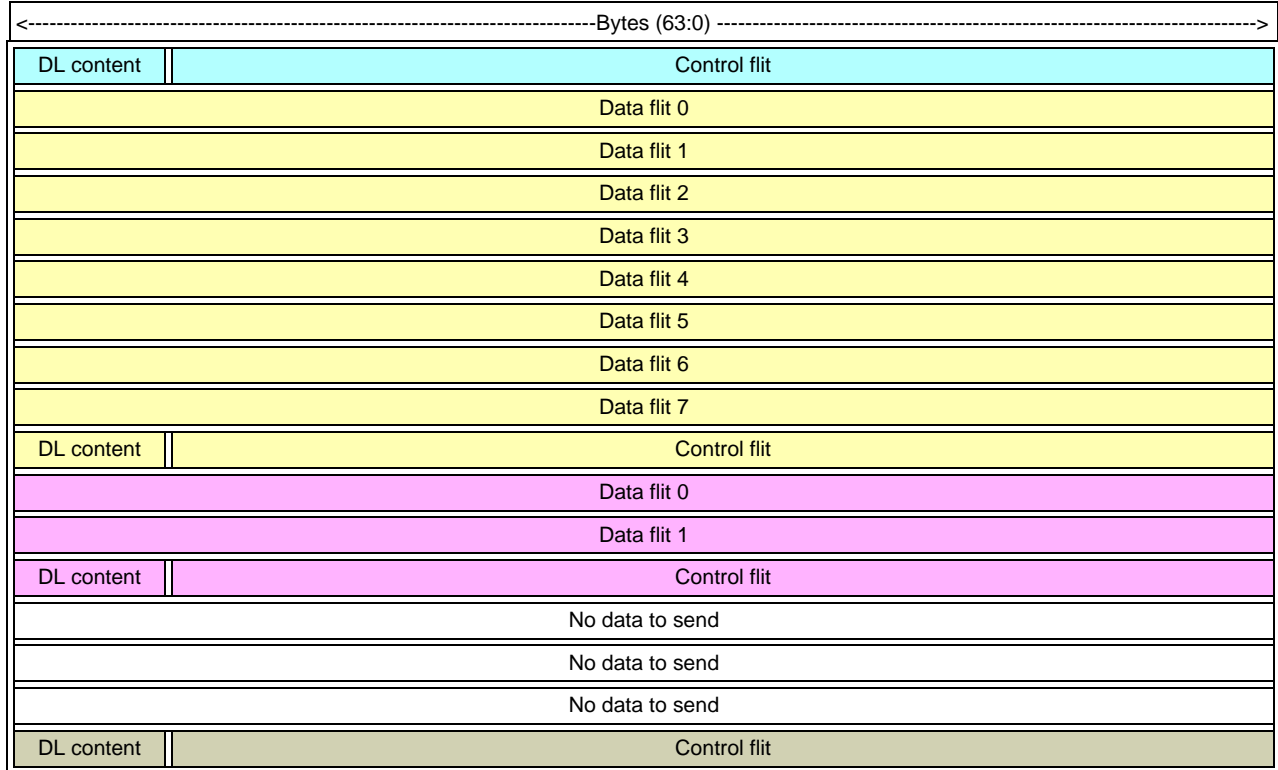 <--------------------------------------------------------------------------------Bytes (63:0) ---------------------------------------------------------------------------->
DL content Control flit
Data flit 0
Data flit 1
Data flit 2
Data flit 3
Data flit 4
Data flit 5
Data flit 6
Data flit 7
DL content Control flit
Data flit 0
Data flit 1
DL content Control flit
No data to send
No data to send
No data to send
DL content Control flit